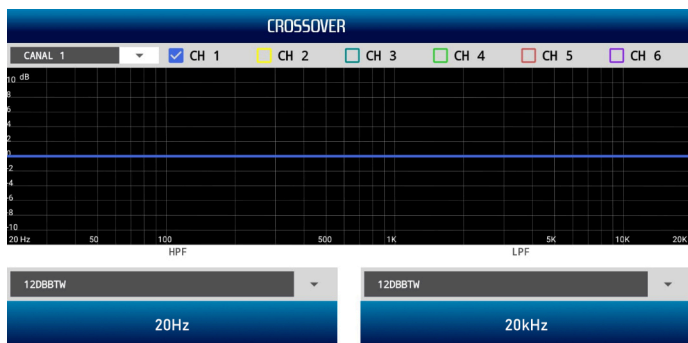 CROSSOVER
CANAL 1 CH 1 CH 2 CH 3 CH 4 CH 5 CH 6
10 dB
8
6
4
2
0
-2
-4
-6
-8
-10
20 Hz 50 100 500 1K 5K 10K 20K
HPF LPF
12DBBTW 12DBBTW
20Hz 20kHz